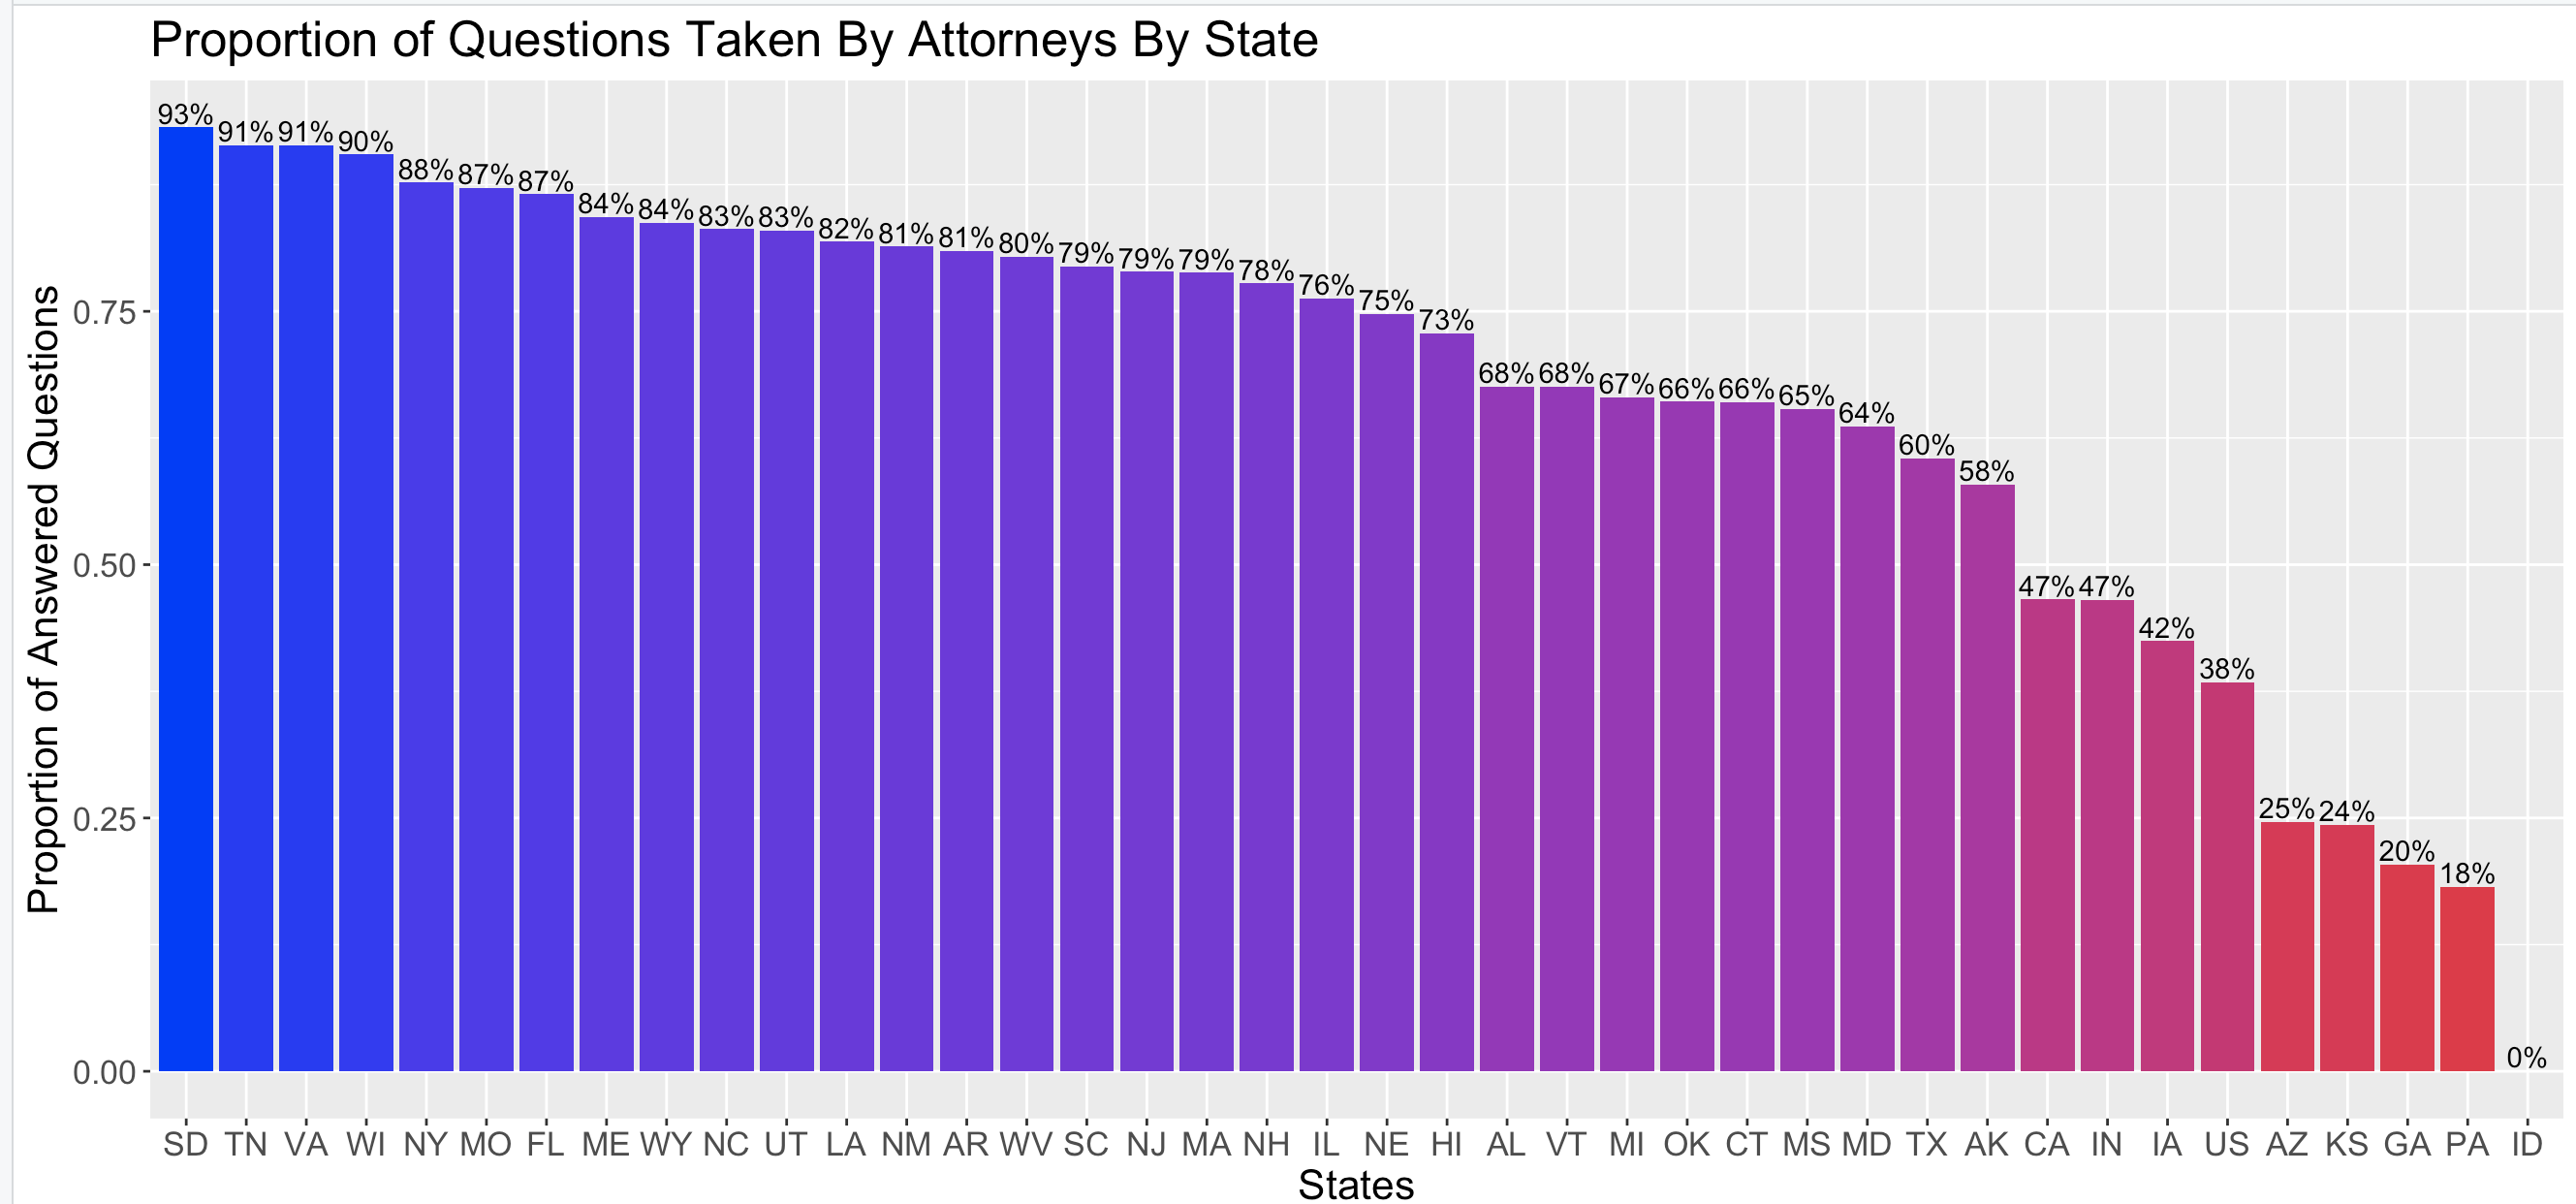 Proportion of Questions Taken By Attorneys By State
Proportion of Answered Questions
0.75
0.50
0.25
0.00
93% 91% 91% 90% 88% 87% 87% 84% 84% 83% 83% 82% 81% 81% 80% 79% 79% 79% 78% 76% 75% 73% 68% 68% 67% 66% 66% 65% 64% 60% 58% 47% 47% 42% 38% 25% 24% 20% 18% 0%
SD TN VA WI NY MO FL ME WY NC UT LA NM AR WV SC NJ MA NH IL NE HI AL VT MI OK CT MS MD TX AK CA IN IA US AZ KS GA PA ID
States